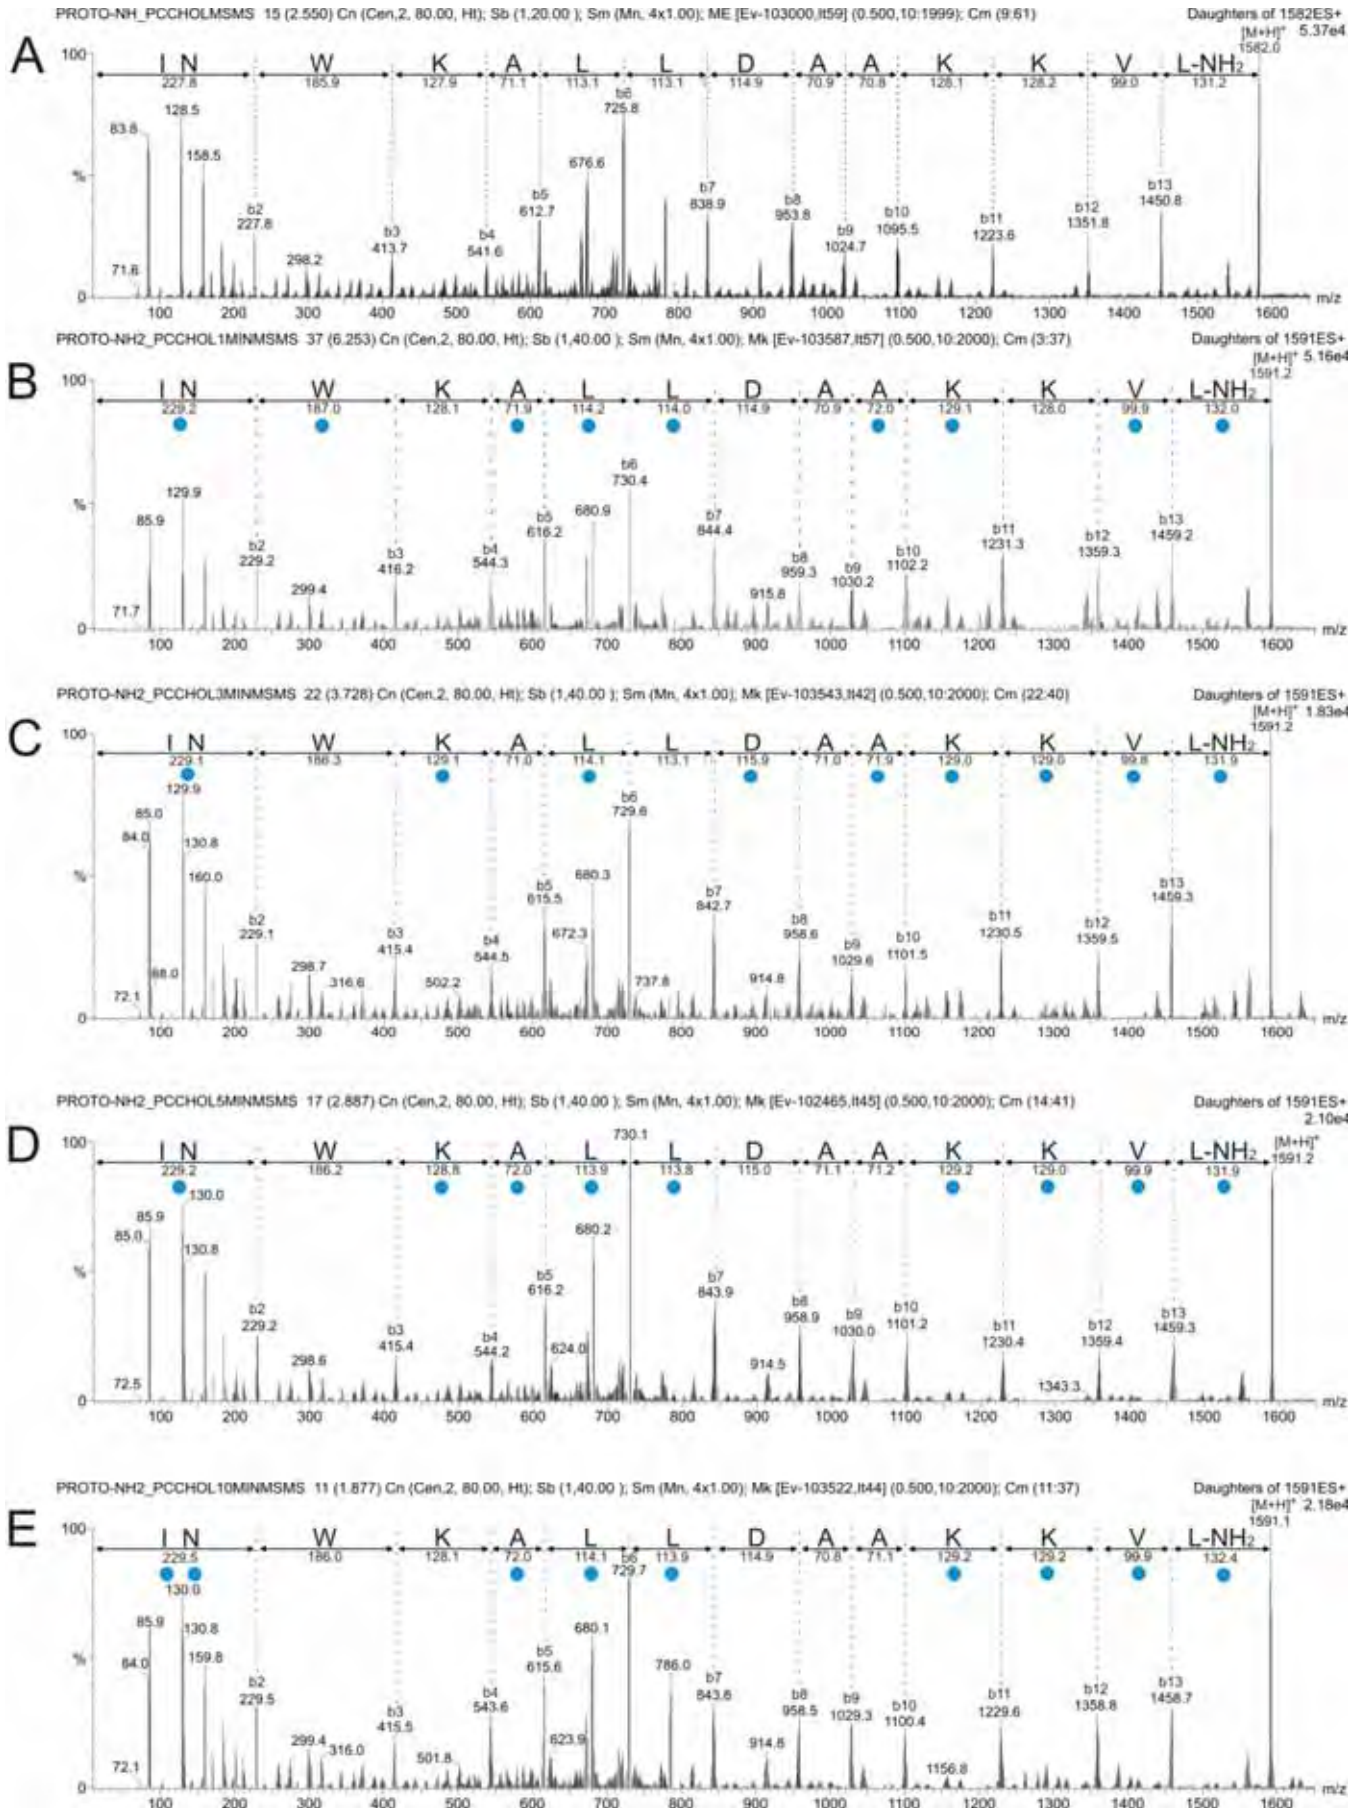 PROTO-NH_PCCHOLMSMS 15 (2.550) Cn (Cen,2, 80.00, Ht); Sb (1,20.00 ); Sm (Mn, 4x1.00); ME [Ev-103000,It59] (0.500,10:1999); Cm (9:61) Daughters of 1582ES+
A
[M+H]+ 5.37e4
1582.0
100
I N W K A L L D A A K K V L-NH2
227.8 185.9 127.9 71.1 113.1 113.1 114.9 70.9 70.8 128.1 128.2 99.0 131.2
83.8
128.5
158.5
71.6
b2
227.8
298.2
b3
413.7
b4
541.6
b5
612.7
676.6
b6
725.8
b7
838.9
b8
953.8
b9
1024.7
b10
1095.5
b11
1223.6
b12
1351.8
b13
1450.8
%
0
100 200 300 400 500 600 700 800 900 1000 1100 1200 1300 1400 1500 1600 m/z
PROTO-NH2_PCCHOL1MINMSMS 37 (6.253) Cn (Cen,2, 80.00, Ht); Sb (1,40.00 ); Sm (Mn, 4x1.00); Mk [Ev-103587,It57] (0.500,10:2000); Cm (3:37) Daughters of 1591ES+
B
[M+H]+ 5.16e4
1591.2
100
I N W K A L L D A A K K V L-NH2
229.2 187.0 128.1 71.9 114.2 114.0 114.9 70.9 72.0 129.1 128.0 99.9 132.0
85.9
129.9
71.7
b2
229.2
299.4
b3
416.2
b4
544.3
b5
616.2
680.9
b6
730.4
b7
844.4
915.8
b8
959.3
b9
1030.2
b10
1102.2
b11
1231.3
b12
1359.3
b13
1459.2
%
0
100 200 300 400 500 600 700 800 900 1000 1100 1200 1300 1400 1500 1600 m/z
PROTO-NH2_PCCHOL3MINMSMS 22 (3.728) Cn (Cen,2, 80.00, Ht); Sb (1,40.00 ); Sm (Mn, 4x1.00); Mk [Ev-103543,It42] (0.500,10:2000); Cm (22:40) Daughters of 1591ES+
C
[M+H]+ 1.83e4
1591.2
100
I N W K A L L D A A K K V L-NH2
229.1 186.3 129.1 71.0 114.1 113.1 115.9 71.0 71.9 129.0 129.0 99.8 131.9
129.9
85.0
84.0
130.8
160.0
88.0
72.1
b2
229.1
298.7
316.6
b3
415.4
502.2
b4
544.5
b5
615.5
672.3
680.3
b6
729.6
737.8
b7
842.7
914.8
b8
958.6
b9
1029.6
b10
1101.5
b11
1230.5
b12
1359.5
b13
1459.3
%
0
100 200 300 400 500 600 700 800 900 1000 1100 1200 1300 1400 1500 1600 m/z
PROTO-NH2_PCCHOL5MINMSMS 17 (2.887) Cn (Cen,2, 80.00, Ht); Sb (1,40.00 ); Sm (Mn, 4x1.00); Mk [Ev-102465,It45] (0.500,10:2000); Cm (14:41) Daughters of 1591ES+
2.10e4
D
730.1
[M+H]+
1591.2
100
I N W K A L L D A A K K V L-NH2
229.2 186.2 128.8 72.0 113.9 113.8 115.0 71.1 71.2 129.2 129.0 99.9 131.9
130.0
85.9
85.0
130.8
72.5
b2
229.2
298.6
b3
415.4
b4
544.2
b5
616.2
624.0
680.2
b7
843.9
914.5
b8
958.9
b9
1030.0
b10
1101.2
b11
1230.4
1343.3
b12
1359.4
b13
1459.3
%
0
100 200 300 400 500 600 700 800 900 1000 1100 1200 1300 1400 1500 1600 m/z
PROTO-NH2_PCCHOL10MINMSMS 11 (1.877) Cn (Cen,2, 80.00, Ht); Sb (1,40.00 ); Sm (Mn, 4x1.00); Mk [Ev-103522,It44] (0.500,10:2000); Cm (11:37) Daughters of 1591ES+
E
[M+H]+ 2.18e4
1591.1
100
I N W K A L L D A A K K V L-NH2
229.5 186.0 128.1 72.0 114.1 113.9 114.9 70.8 71.1 129.2 129.2 99.9 132.4
130.0
85.9
84.0
130.8
159.8
72.1
b2
229.5
299.4
316.0
b3
415.5
501.8
b4
543.6
b5
615.6
623.9
680.1
b6
729.7
786.0
b7
843.6
914.8
b8
958.5
b9
1029.3
b10
1100.4
1156.8
b11
1229.6
b12
1358.8
b13
1458.7
%
0
100 200 300 400 500 600 700 800 900 1000 1100 1200 1300 1400 1500 1600 m/z